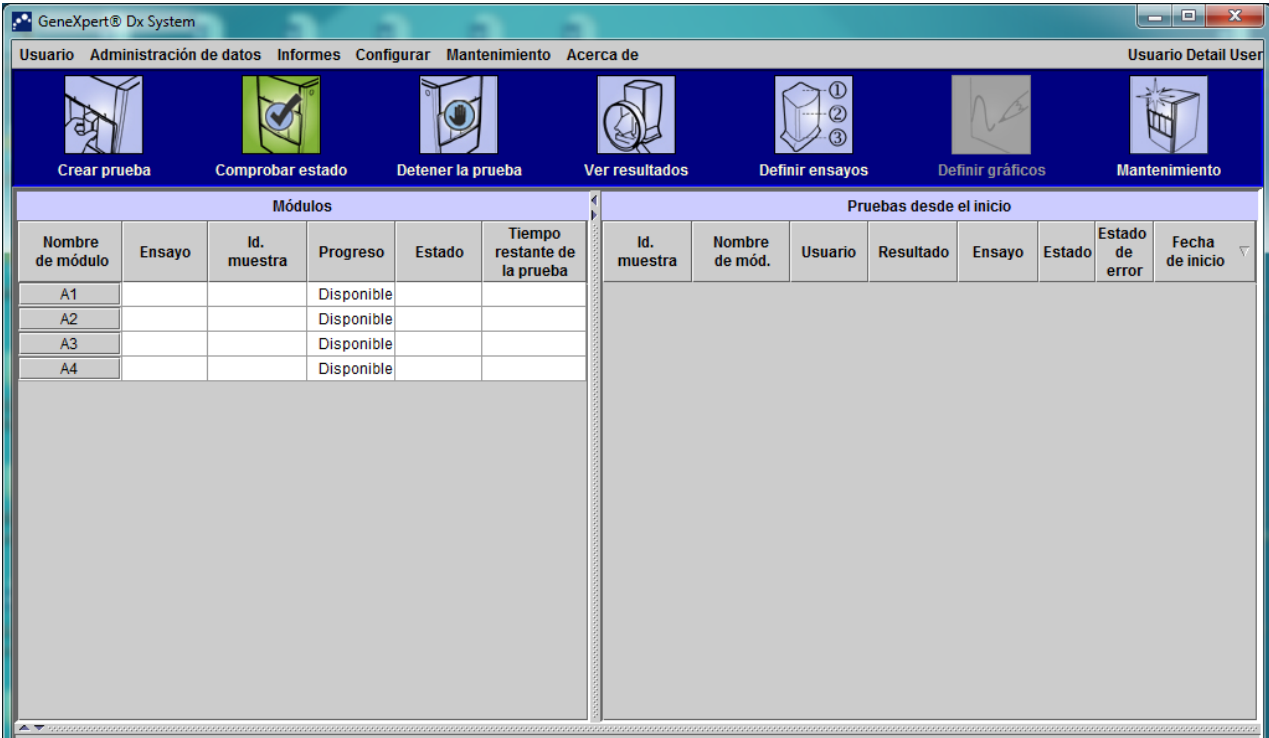 GeneXpert® Dx System
Usuario Administración de datos Informes Configurar Mantenimiento Acerca de Usuario Detail User
① 
② 
③
Crear prueba Comprobar estado Detener la prueba Ver resultados Definir ensayos Definir gráficos Mantenimiento
Módulos
Nombre de módulo Ensayo Id. muestra Progreso Estado Tiempo restante de la prueba
A1 Disponible
A2 Disponible
A3 Disponible
A4 Disponible
Pruebas desde el inicio
Id. muestra Nombre de mód. Usuario Resultado Ensayo Estado Estado de error Fecha de inicio